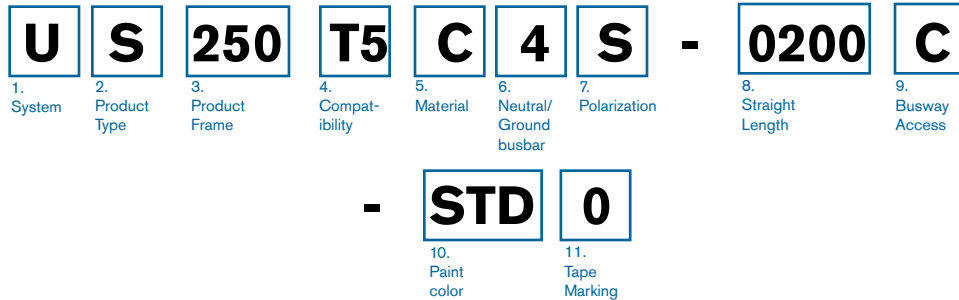 U S 250 T5 C 4 S - 0200 C
1. System
2. Product Type
3. Product Frame
4. Compat-ibility
5. Material
6. Neutral/ Ground busbar
7. Polarization
8. Straight Length
9. Busway Access
- STD 0
10. Paint color
11. Tape Marking